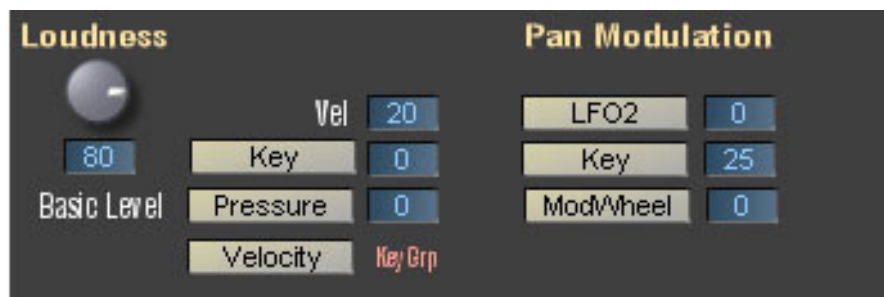 Loudness
Pan Modulation
Vel 20
LFO2 0
80
Key 0
Key 25
Basic Level
Pressure 0
ModWheel 0
Velocity Key Grp